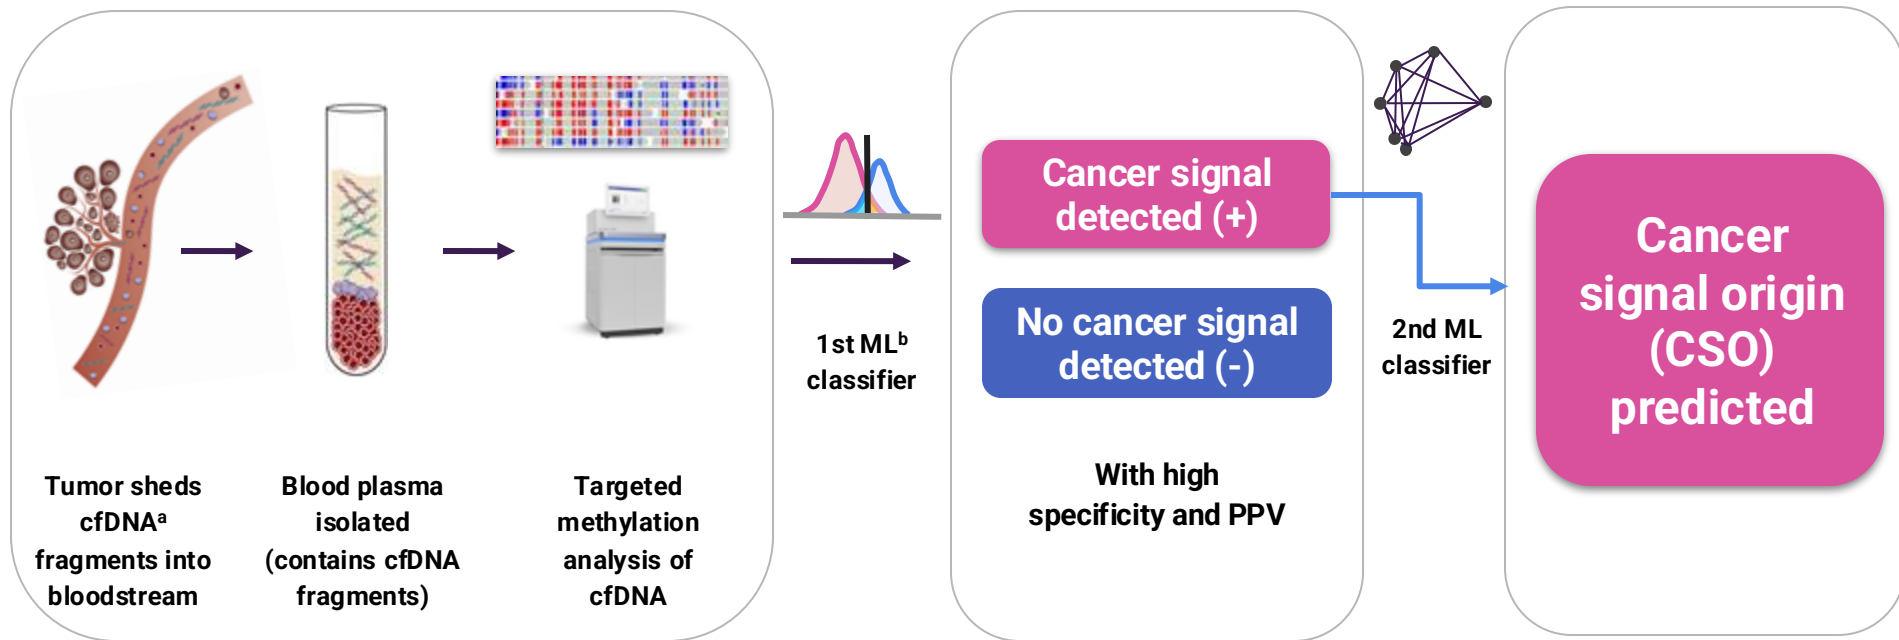 Tumor sheds
cfDNAᵃ
fragments into
bloodstream
Blood plasma
isolated
(contains cfDNA
fragments)
Targeted
methylation
analysis of
cfDNA
1st MLᵇ
classifier
Cancer signal
detected (+)
No cancer signal
detected (-)
With high
specificity and PPV
2nd ML
classifier
Cancer
signal origin
(CSO)
predicted